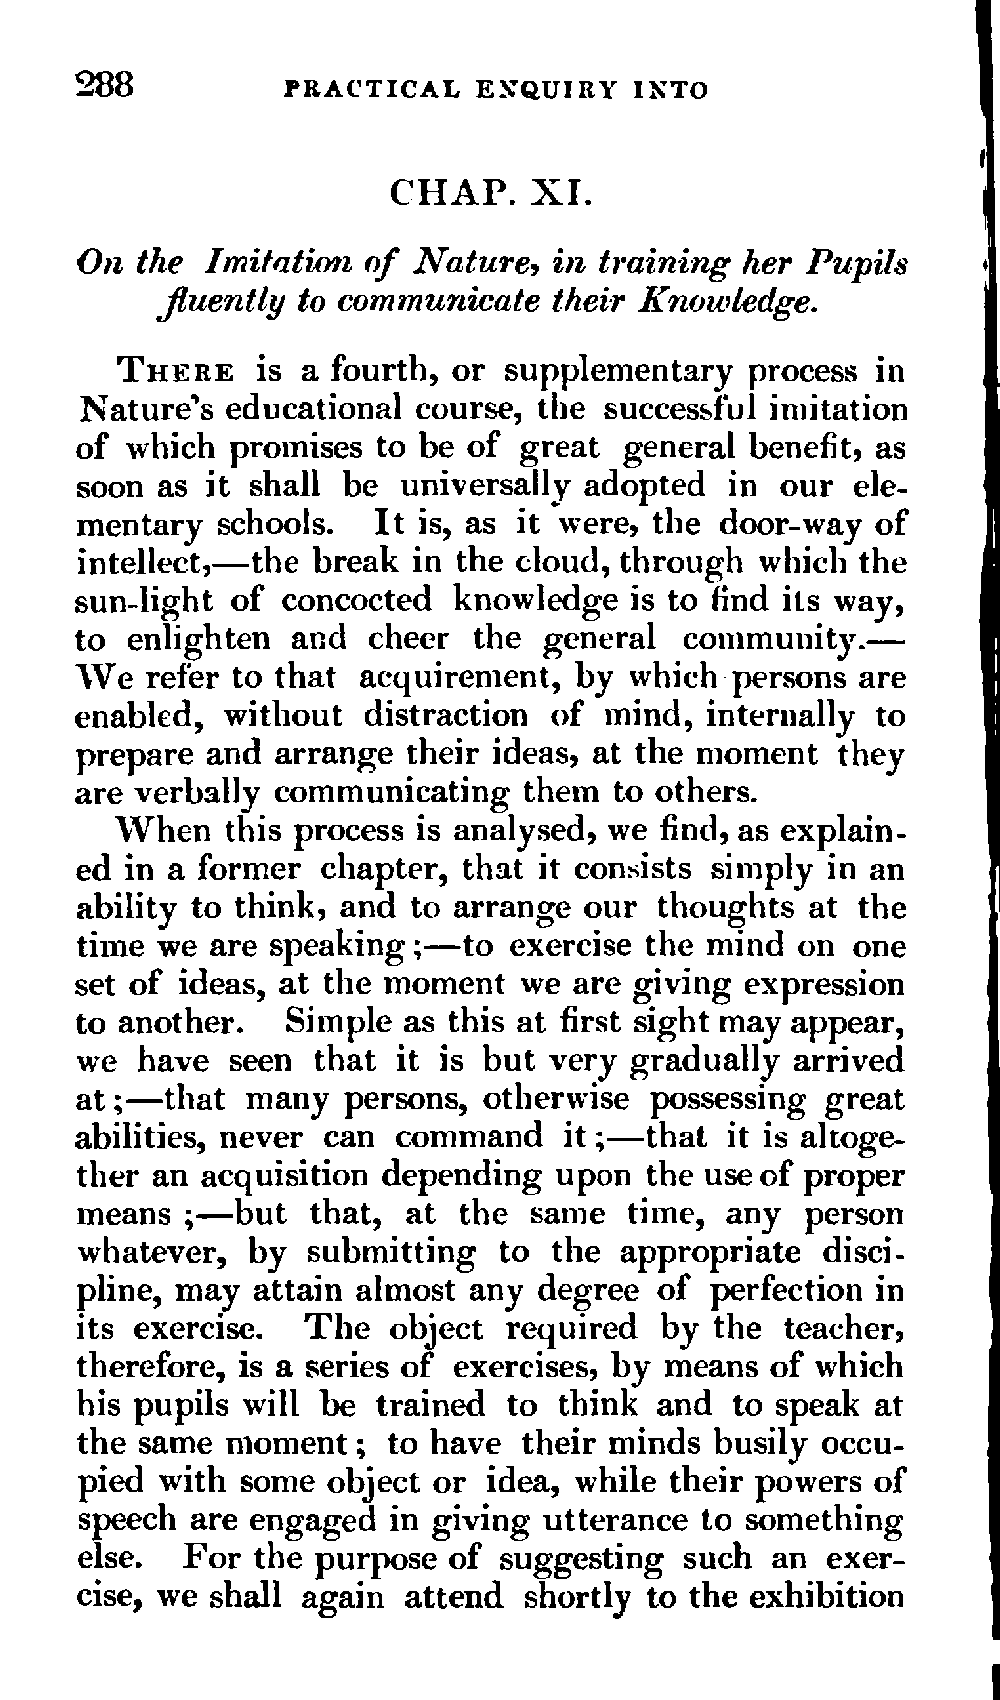 288 PRACTICAL ENQUIRY INTO
CHAP. XI.
On the Imitation of Nature, in training her Pupils
fluently to communicate their Knowledge.
THERE is a fourth, or supplementary process in
Nature's educational course, the successful imitation
of which promises to be of great general benefit, as
soon as it shall be universally adopted in our ele-
mentary schools. It is, as it were, the door-way of
intellect,—the break in the cloud, through which the
sun-light of concocted knowledge is to find its way,
to enlighten and cheer the general community.—
We refer to that acquirement, by which persons are
enabled, without distraction of mind, internally to
prepare and arrange their ideas, at the moment they
are verbally communicating them to others.
When this process is analysed, we find, as explain-
ed in a former chapter, that it consists simply in an
ability to think, and to arrange our thoughts at the
time we are speaking;—to exercise the mind on one
set of ideas, at the moment we are giving expression
to another. Simple as this at first sight may appear,
we have seen that it is but very gradually arrived
at;—that many persons, otherwise possessing great
abilities, never can command it;—that it is altoge-
ther an acquisition depending upon the use of proper
means;—but that, at the same time, any person
whatever, by submitting to the appropriate disci-
pline, may attain almost any degree of perfection in
its exercise. The object required by the teacher,
therefore, is a series of exercises, by means of which
his pupils will be trained to think and to speak at
the same moment; to have their minds busily occu-
pied with some object or idea, while their powers of
speech are engaged in giving utterance to something
else. For the purpose of suggesting such an exer-
cise, we shall again attend shortly to the exhibition